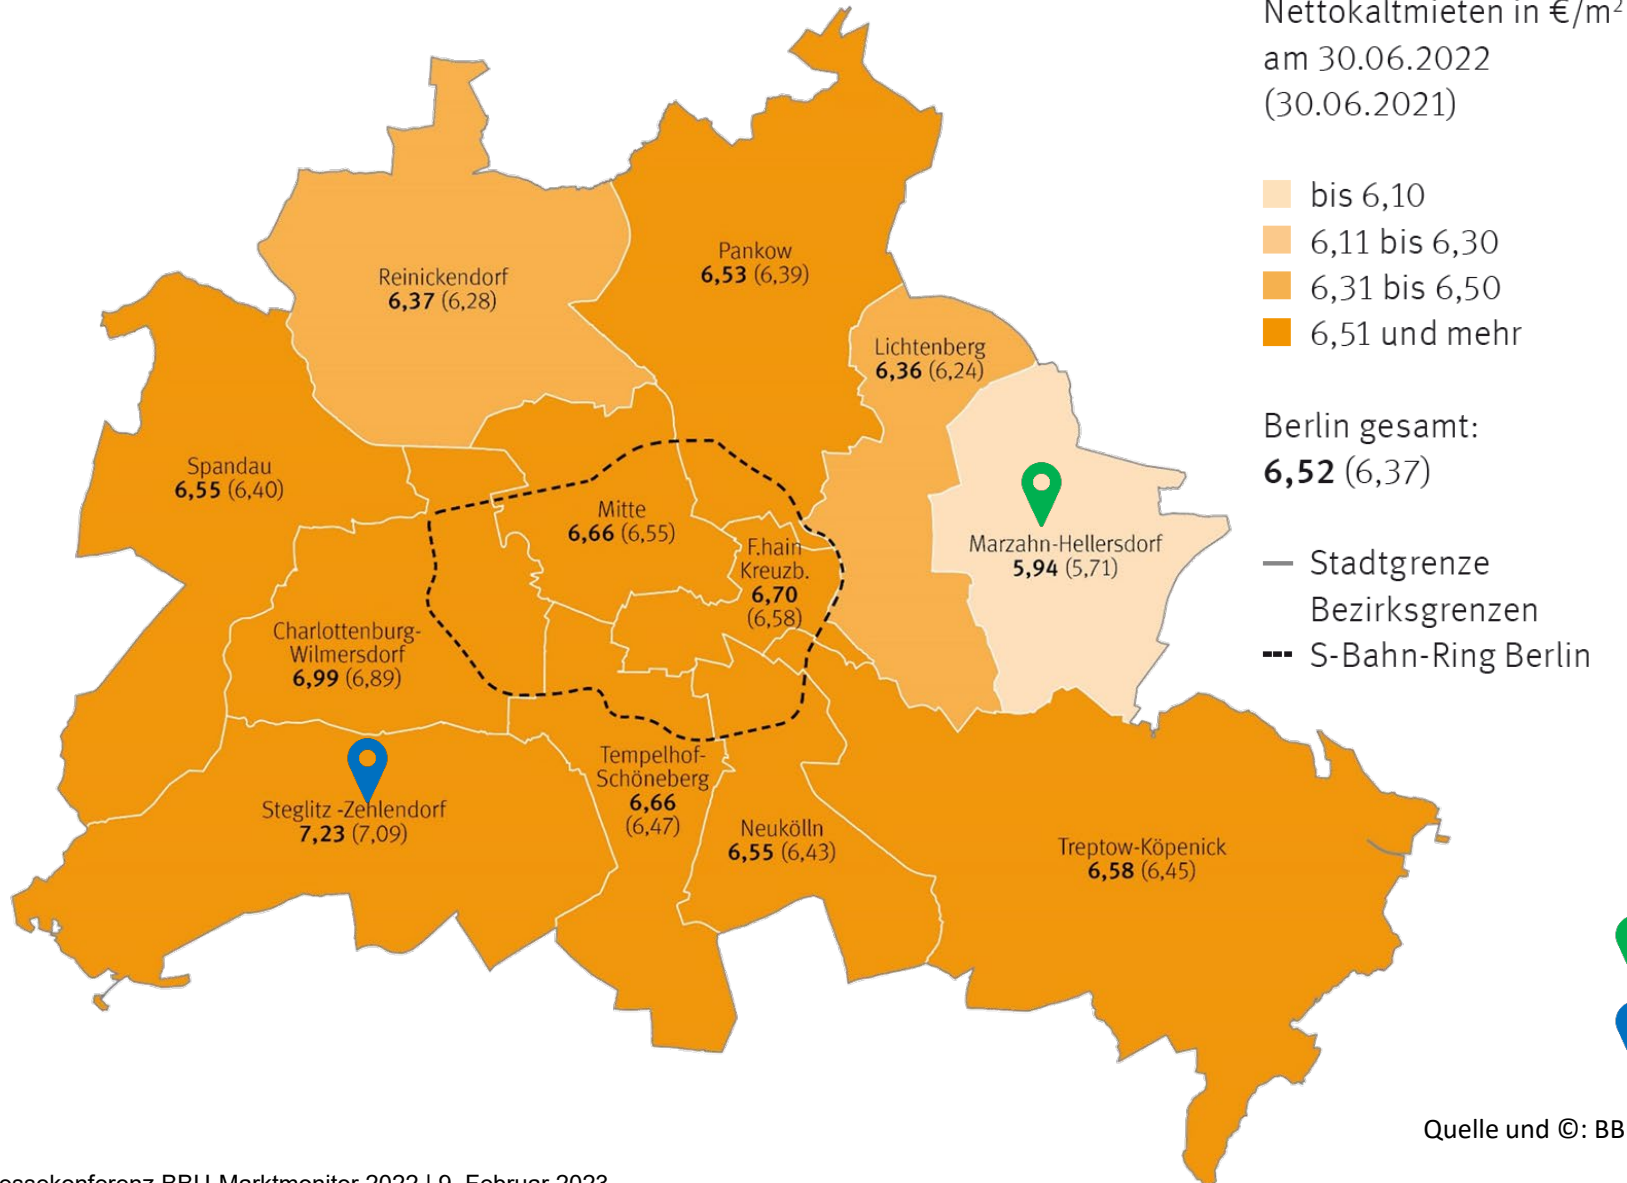 Nettokaltmieten in €/m²
am 30.06.2022
(30.06.2021)
bis 6,10
6,11 bis 6,30
6,31 bis 6,50
6,51 und mehr
Berlin gesamt:
6,52 (6,37)
Stadtgrenze
Bezirksgrenzen
S-Bahn-Ring Berlin
Reinickendorf
6,37 (6,28)
Pankow
6,53 (6,39)
Lichtenberg
6,36 (6,24)
Spandau
6,55 (6,40)
Mitte
6,66 (6,55)
F.hain
Kreuzb.
6,70
(6,58)
Marzahn-Hellersdorf
5,94 (5,71)
Charlottenburg-
Wilmersdorf
6,99 (6,89)
Steglitz -Zehlendorf
7,23 (7,09)
Tempelhof-
Schöneberg
6,66
(6,47)
Neukölln
6,55 (6,43)
Treptow-Köpenick
6,58 (6,45)
Quelle und ©: BB
2022 | 9. Februar 2023